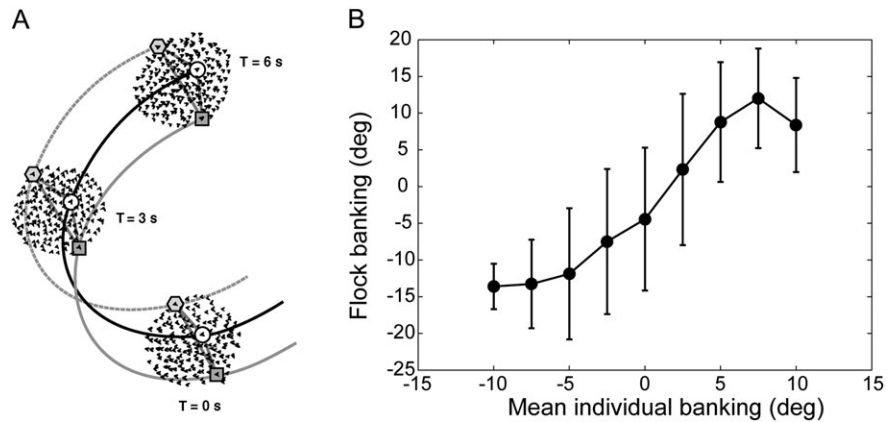 A
T = 6 s
T = 3 s
T = 0 s
B
Flock banking (deg)
20
15
10
5
0
-5
-10
-15
-20
-25
-15 -10 -5 0 5 10 15
Mean individual banking (deg)